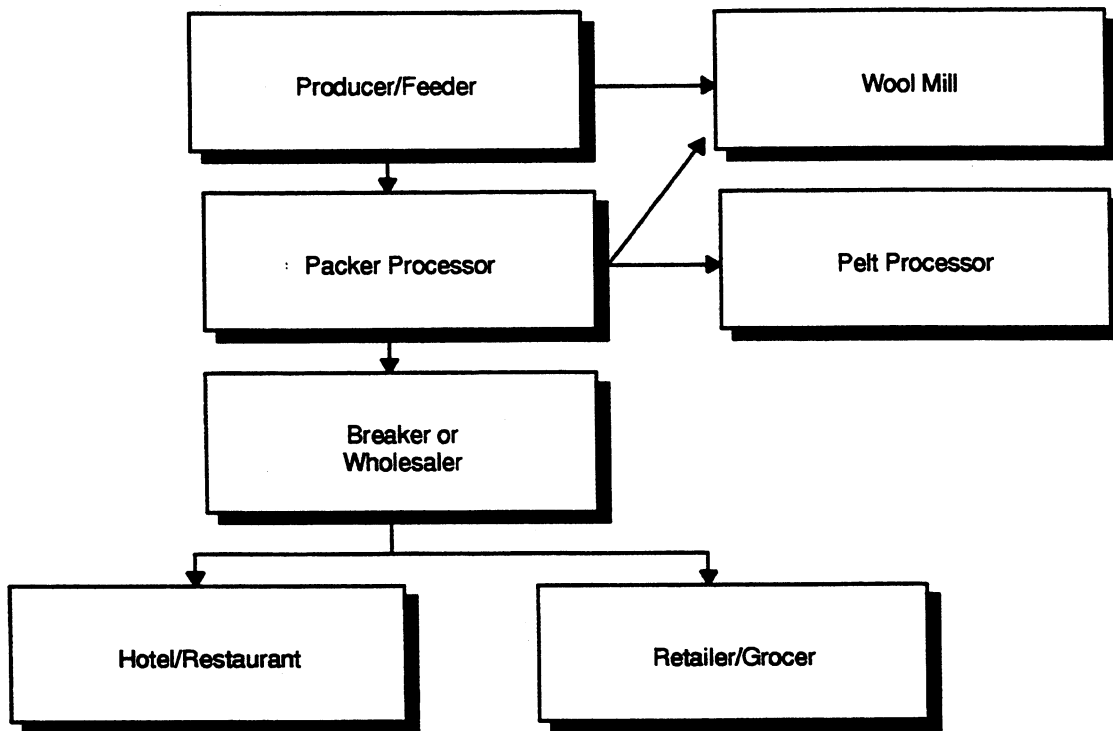 Producer/Feeder
Wool Mill
Packer Processor
Pelt Processor
Breaker or
Wholesaler
Hotel/Restaurant
Retailer/Grocer